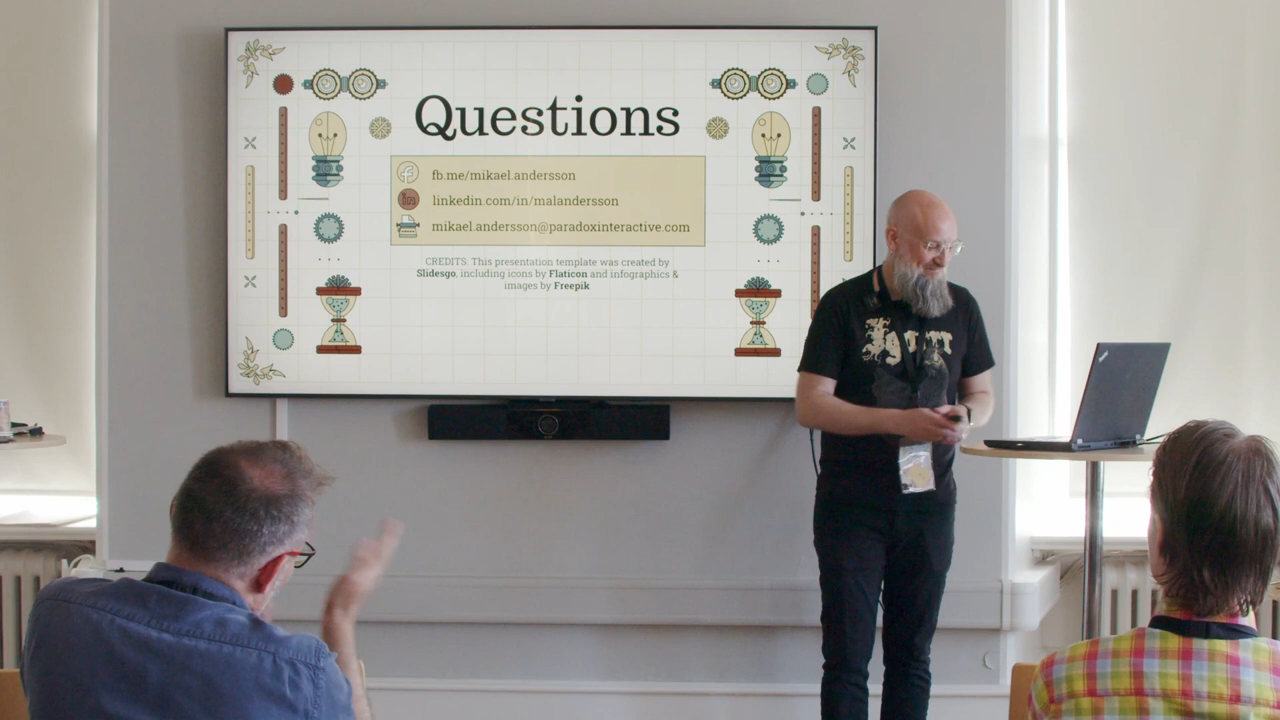 Questions
fb.me/mikael.andersson
linkedin.com/in/malandersson
mikael.andersson@paradoxinteractive.com
CREDITS: This presentation template was created by
Slidesgo, including icons by Flaticon and infographics &
images by Freepik